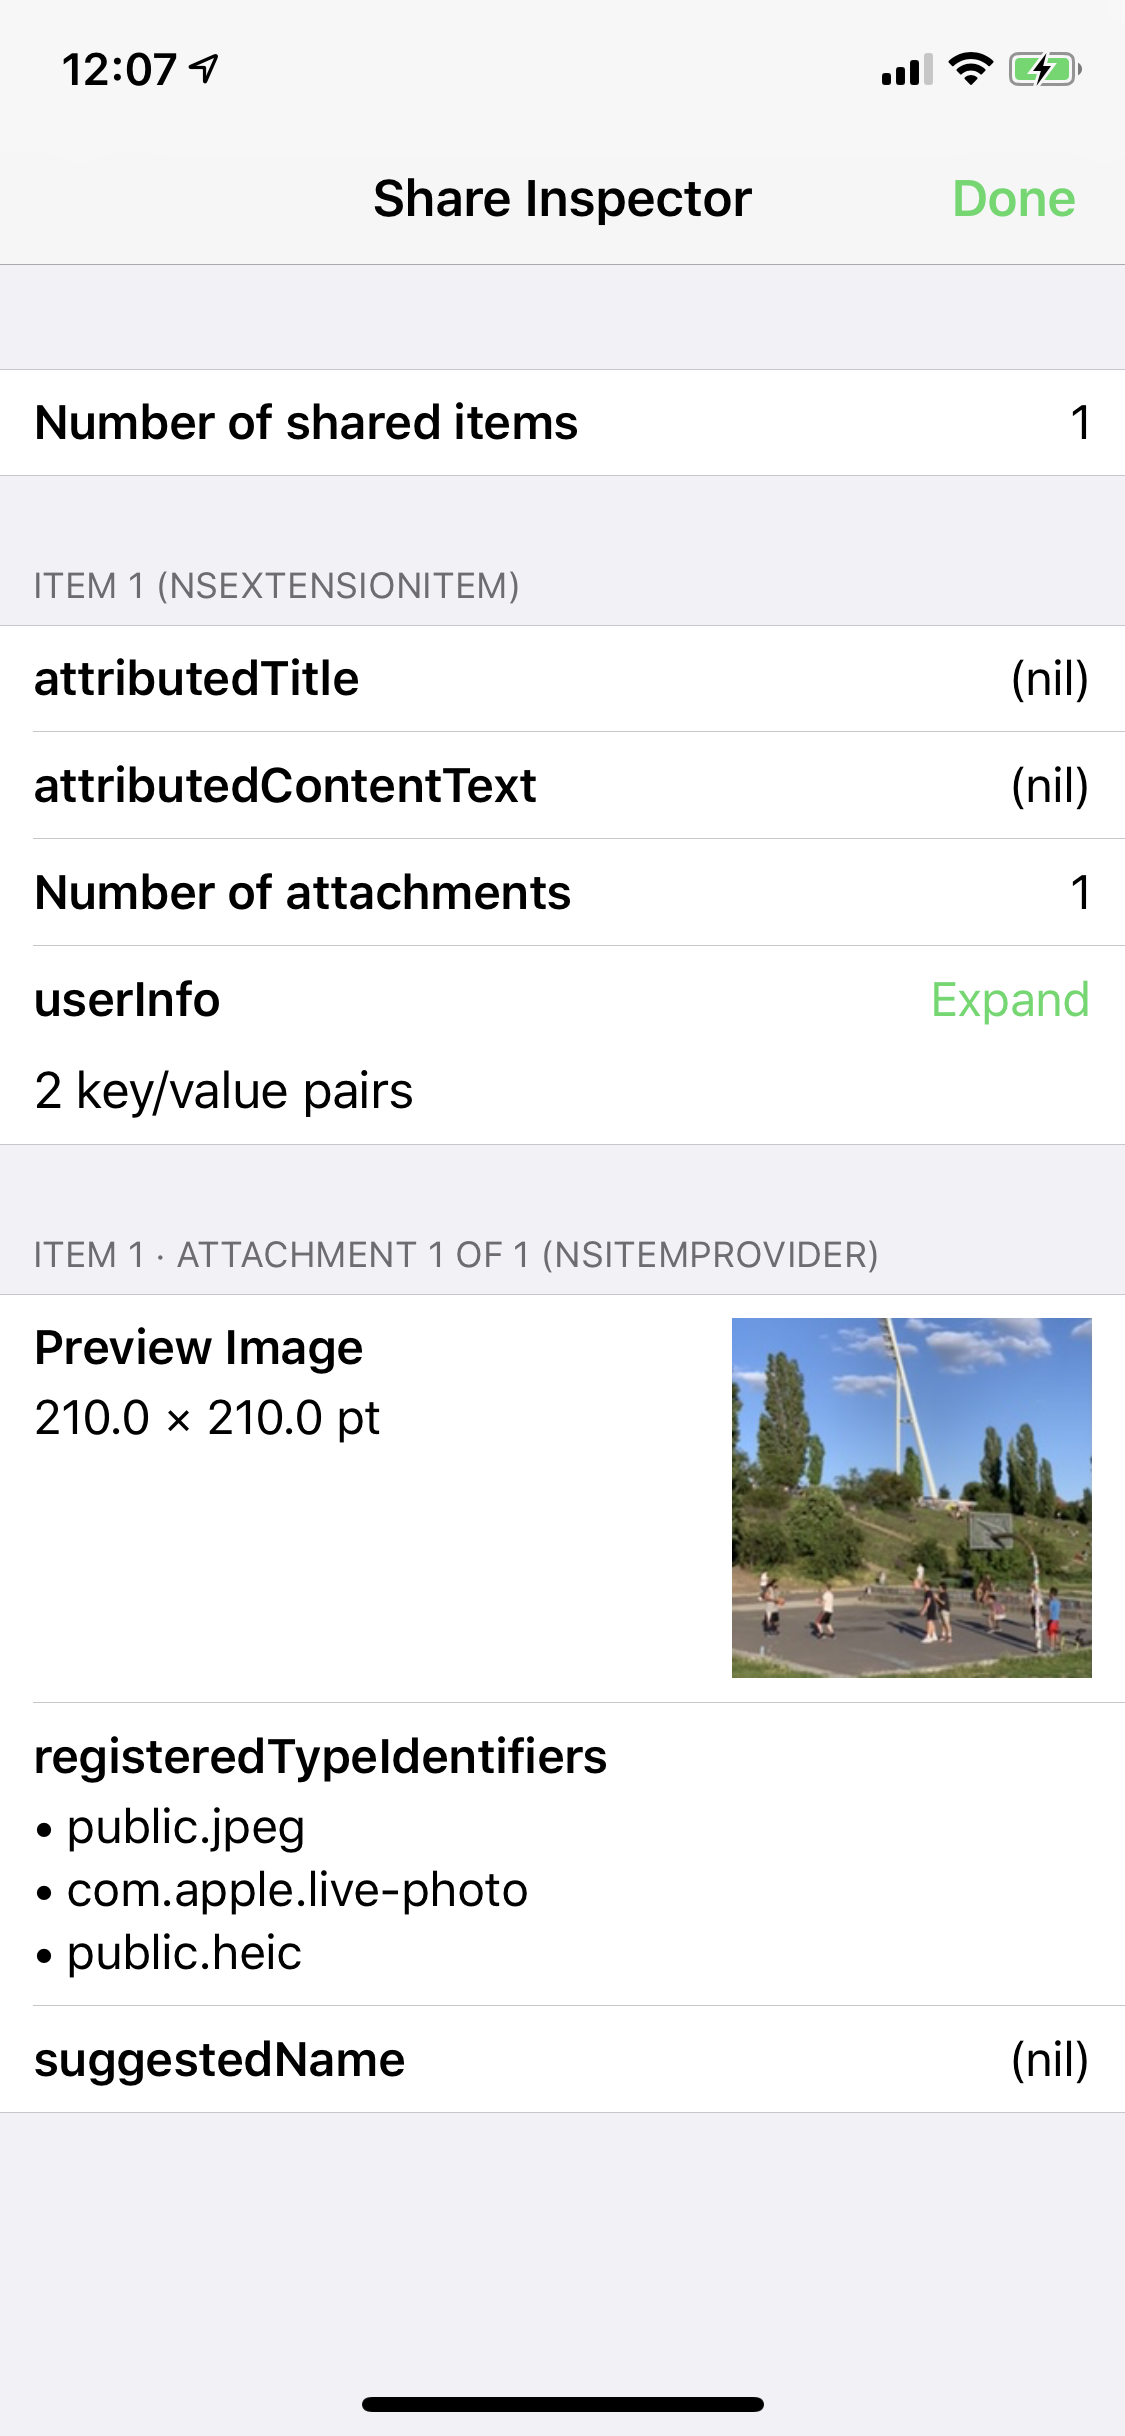 12:07
Share Inspector
Done
Number of shared items 1
ITEM 1 (NSEXTENSIONITEM)
attributedTitle (nil)
attributedContentText (nil)
Number of attachments 1
userInfo Expand
2 key/value pairs
ITEM 1 · ATTACHMENT 1 OF 1 (NSITEMPROVIDER)
Preview Image
210.0 × 210.0 pt
registeredTypeIdentifiers
• public.jpeg
• com.apple.live-photo
• public.heic
suggestedName (nil)